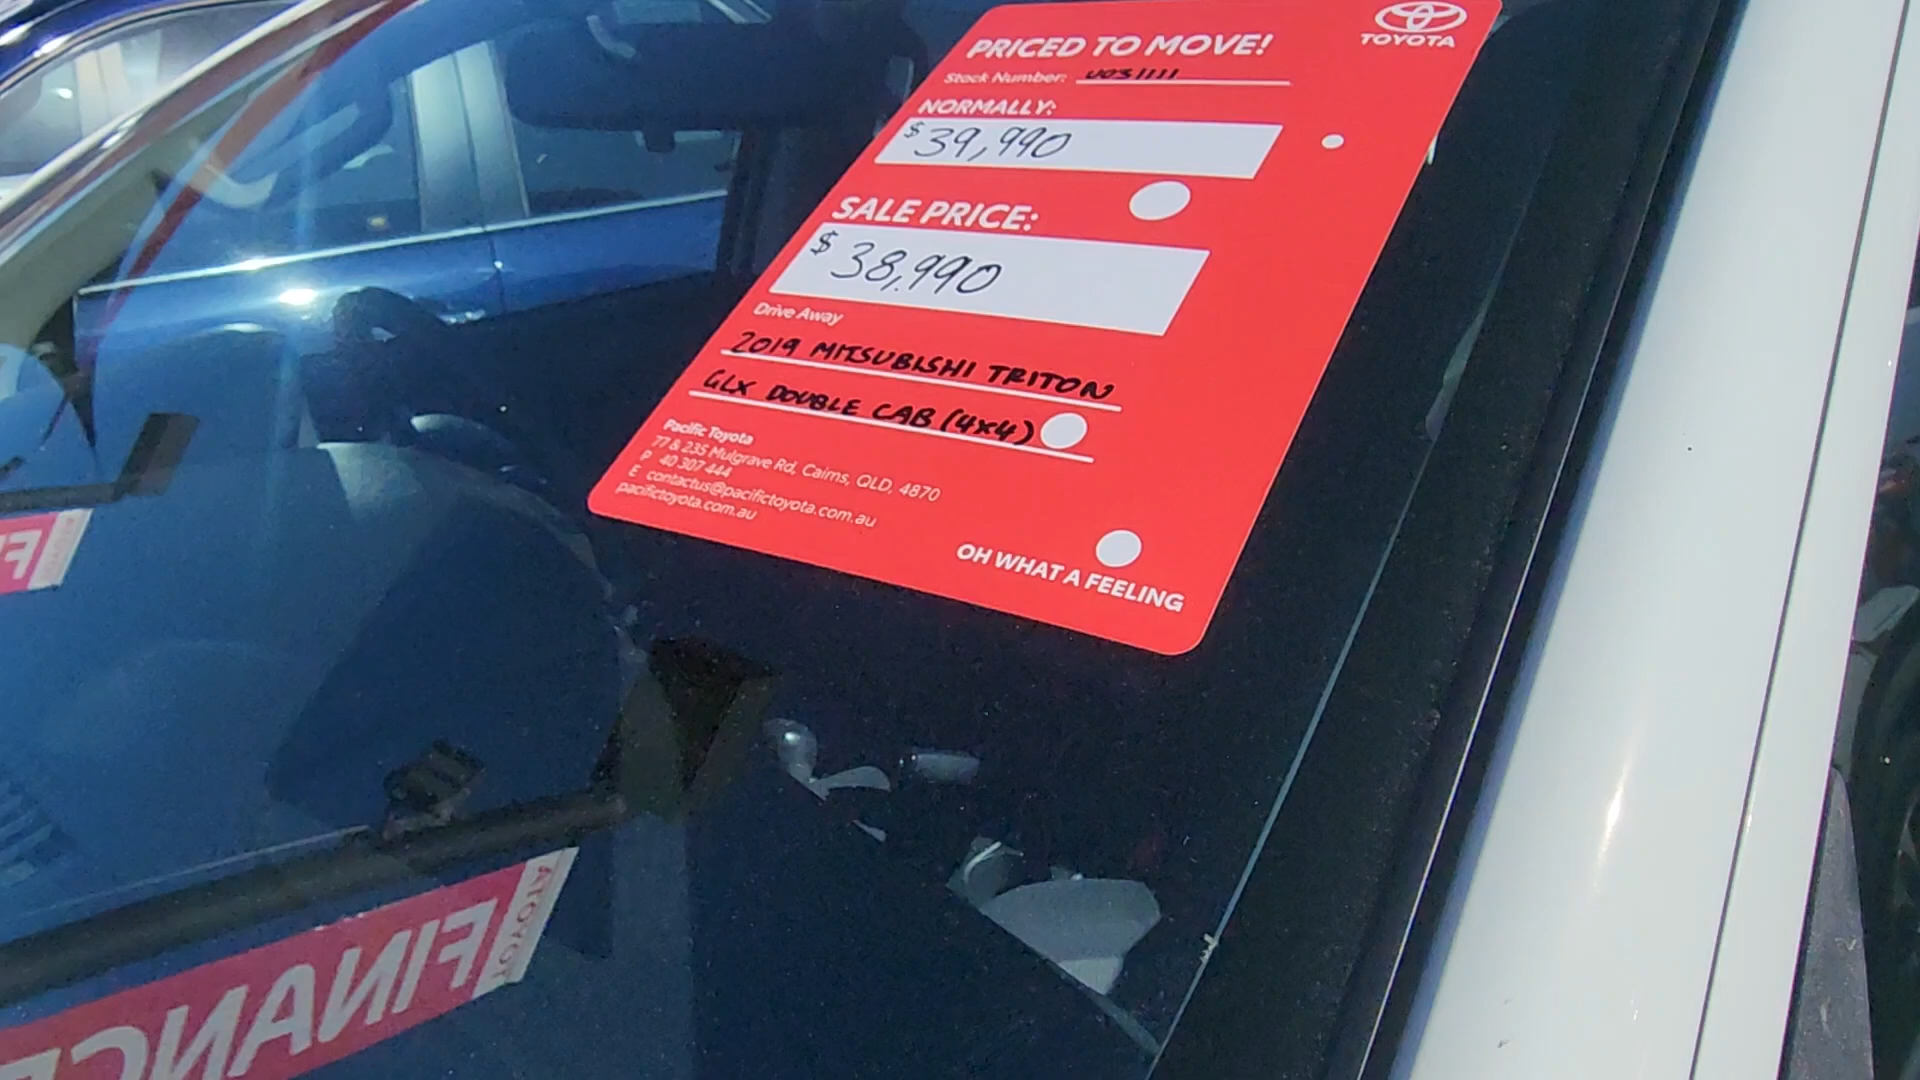 TOYOTA
PRICED TO MOVE!
Stock Number: U031111
NORMALLY:
$39,990
SALE PRICE:
$38,990
Drive Away
2019 MITSUBISHI TRITON
GLX DOUBLE CAB (4x4)
Pacific Toyota
77 & 235 Mulgrave Rd, Cairns, QLD, 4870
P 40 307 444
E contactus@pacifictoyota.com.au
pacifictoyota.com.au
OH WHAT A FEELING
FINANCE
TOYOTA